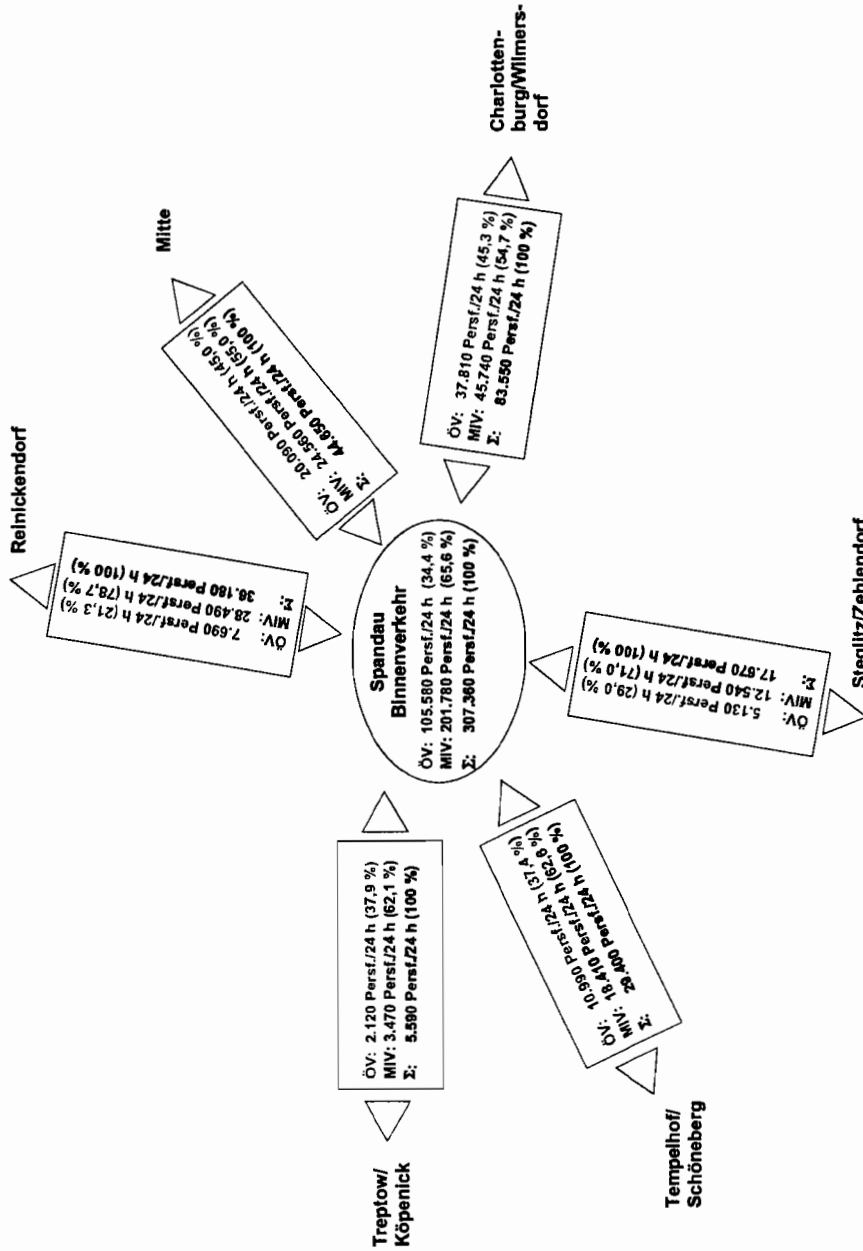 Reinickendorf
ÖV: 7.690 Persf./24 h (21,3 %)
MIV: 28.490 Persf./24 h (78,7 %)
Σ: 36.180 Persf./24 h (100 %)
Mitte
ÖV: 20.090 Persf./24 h (45,0 %)
MIV: 24.560 Persf./24 h (55,0 %)
Σ: 44.650 Persf./24 h (100 %)
Charlotten-
burg/Wilmers-
dorf
ÖV: 37.810 Persf./24 h (45,3 %)
MIV: 45.740 Persf./24 h (54,7 %)
Σ: 83.550 Persf./24 h (100 %)
Spandau
Binnenverkehr
ÖV: 105.580 Persf./24 h (34,4 %)
MIV: 201.780 Persf./24 h (65,6 %)
Σ: 307.360 Persf./24 h (100 %)
Treptow/
Köpenick
ÖV: 2.120 Persf./24 h (37,9 %)
MIV: 3.470 Persf./24 h (62,1 %)
Σ: 5.590 Persf./24 h (100 %)
Tempelhof/
Schöneberg
ÖV: 10.990 Persf./24 h (37,4 %)
MIV: 18.410 Persf./24 h (62,6 %)
Σ: 29.400 Persf./24 h (100 %)
Steglitz/Zehlendorf
ÖV: 5.130 Persf./24 h (29,0 %)
MIV: 12.540 Persf./24 h (71,0 %)
Σ: 17.670 Persf./24 h (100 %)